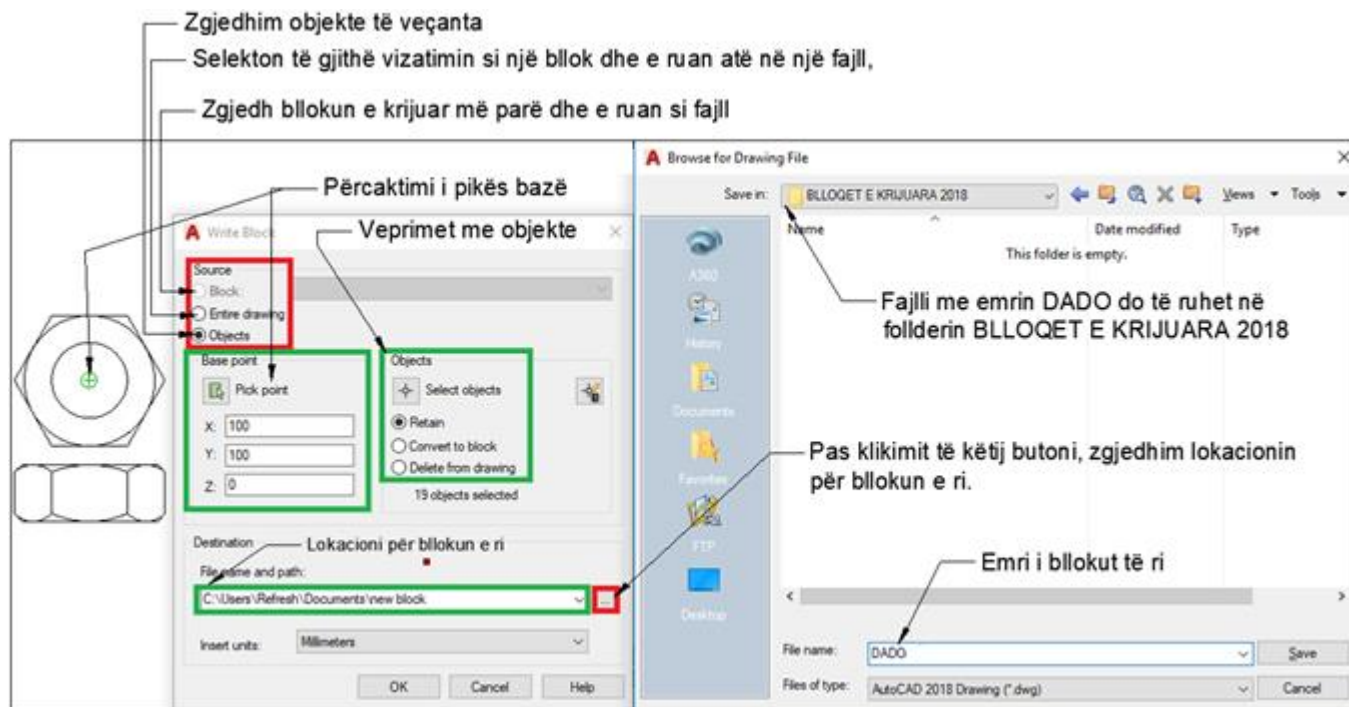 Zgjedhim objekte të veçanta
Selekton të gjithë vizatimin si një bllok dhe e ruan atë në një fajll,
Zgjedh bllokun e krijuar më parë dhe e ruan si fajll
Përcaktimi i pikës bazë
Write Block
Veprimet me objekte
Source
Block:
Entire drawing
Objects
Base point
Pick point
X: 100
Y: 100
Z: 0
Objects
Select objects
Retain
Convert to block
Delete from drawing
19 objects selected
Destination
Lokacioni për bllokun e ri
File name and path:
C:\Users\Refresh\Documents\new block
...
Insert units: Millimeters
OK Cancel Help
Browse for Drawing File
Save in: BLLOQET E KRIJUARA 2018 Views Tools
Name Date modified Type
This folder is empty.
A360
History
Documents
Favorites
FTP
Desktop
Fajlli me emrin DADO do të ruhet në
follderin BLLOQET E KRIJUARA 2018
Pas klikimit të këtij butoni, zgjedhim lokacionin
për bllokun e ri.
Emri i bllokut të ri
File name: DADO Save
Files of type: AutoCAD 2018 Drawing (*.dwg) Cancel